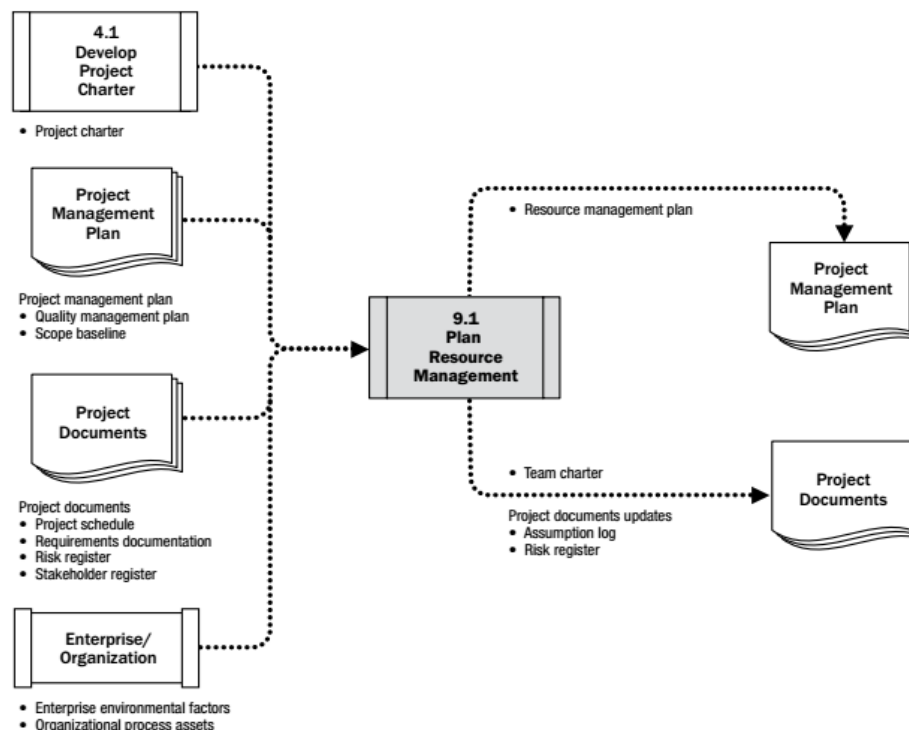 4.1
Develop
Project
Charter
• Project charter
Project
Management
Plan
Project management plan
• Quality management plan
• Scope baseline
Project
Documents
Project documents
• Project schedule
• Requirements documentation
• Risk register
• Stakeholder register
Enterprise/
Organization
• Enterprise environmental factors
• Organizational process assets
9.1
Plan
Resource
Management
• Resource management plan
Project
Management
Plan
• Team charter
Project documents updates
• Assumption log
• Risk register
Project
Documents